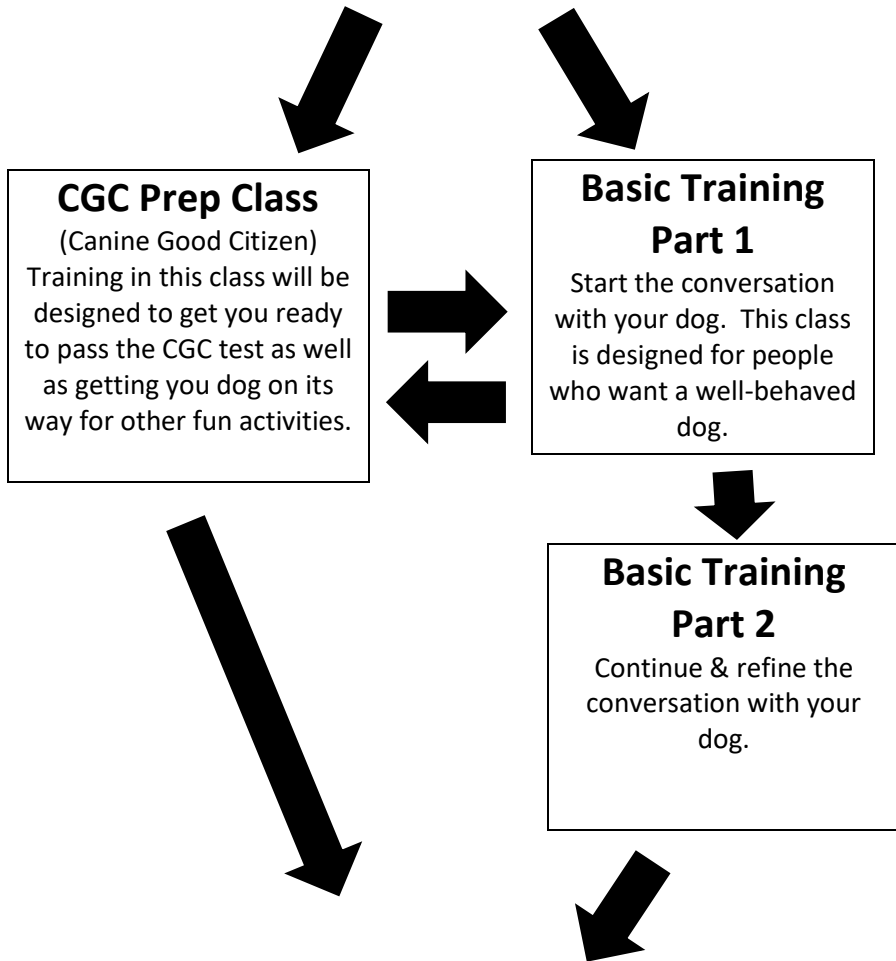 CGC Prep Class
(Canine Good Citizen)
Training in this class will be
designed to get you ready
to pass the CGC test as well
as getting you dog on its
way for other fun activities.
Basic Training
Part 1
Start the conversation
with your dog.  This class
is designed for people
who want a well-behaved
dog.
Basic Training
Part 2
Continue & refine the
conversation with your
dog.